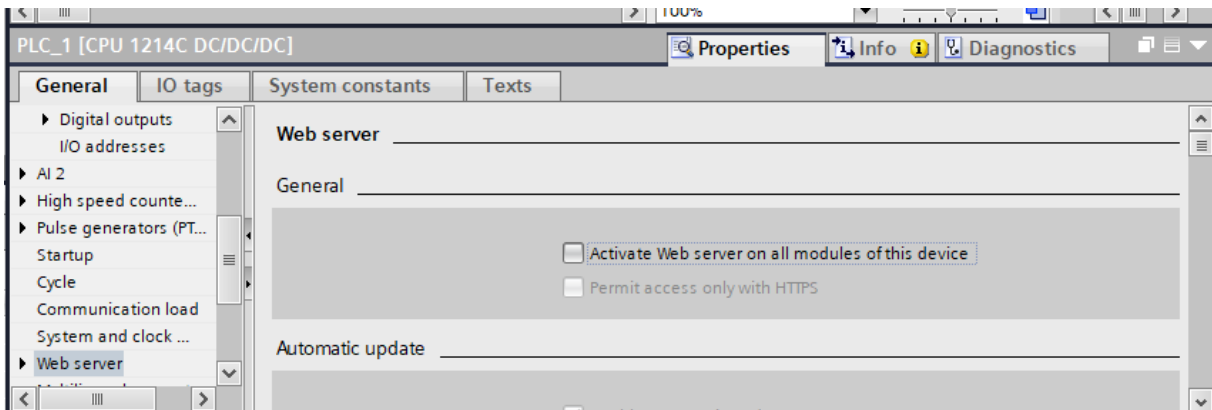 100%
PLC_1 [CPU 1214C DC/DC/DC]
Properties
Info
Diagnostics
General
IO tags
System constants
Texts
Digital outputs
I/O addresses
AI 2
High speed counte...
Pulse generators (PT...
Startup
Cycle
Communication load
System and clock ...
Web server
Web server
General
Activate Web server on all modules of this device
Permit access only with HTTPS
Automatic update